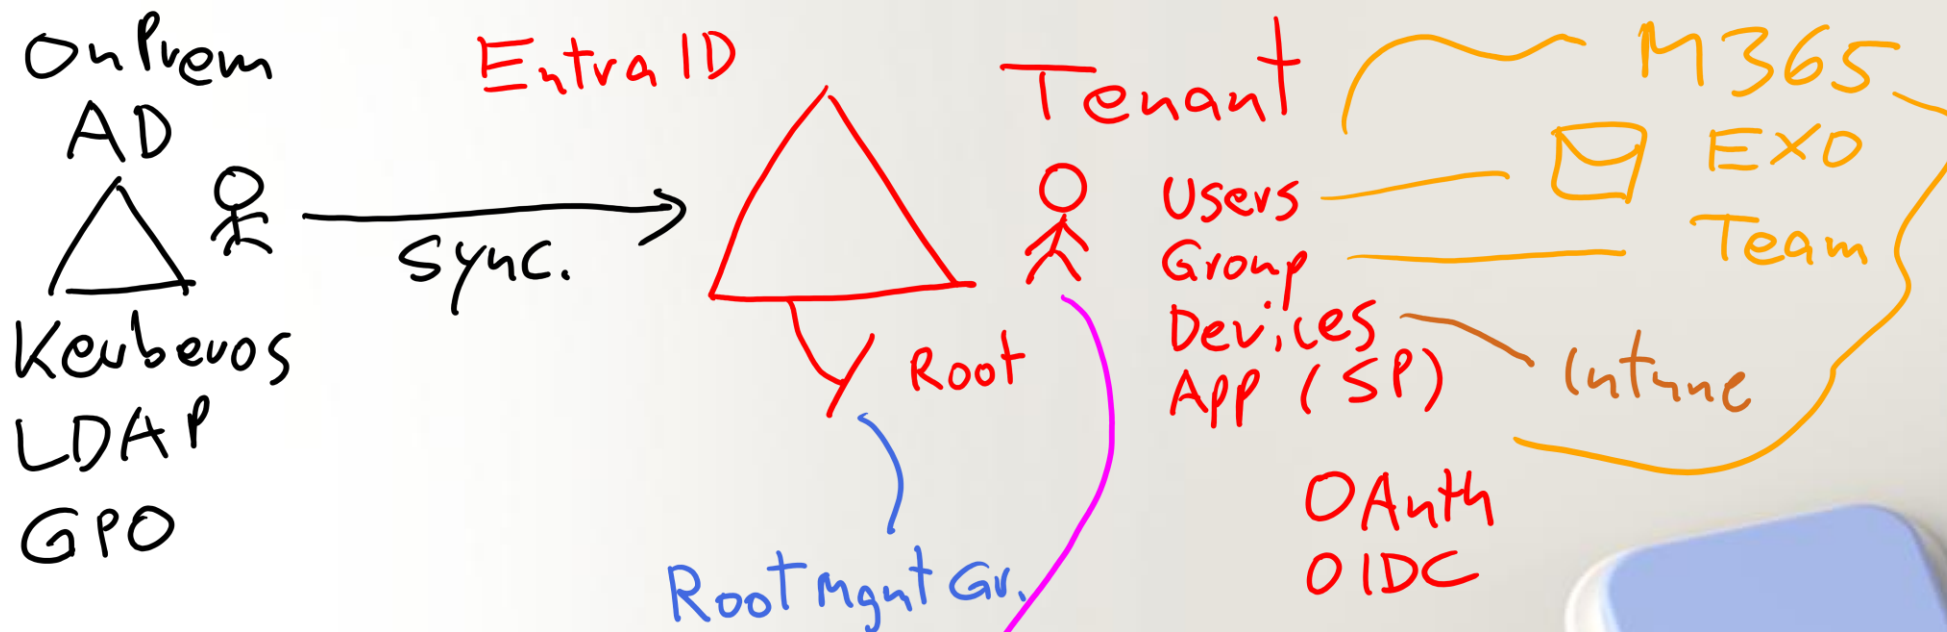 OnPrem
AD
Kerberos
LDAP
GPO
Sync.
Entra ID
Root
Root Mgmt Gr.
Tenant
Users
Group
Devices
App (SP)
OAuth
OIDC
M365
EXO
Team
Intune